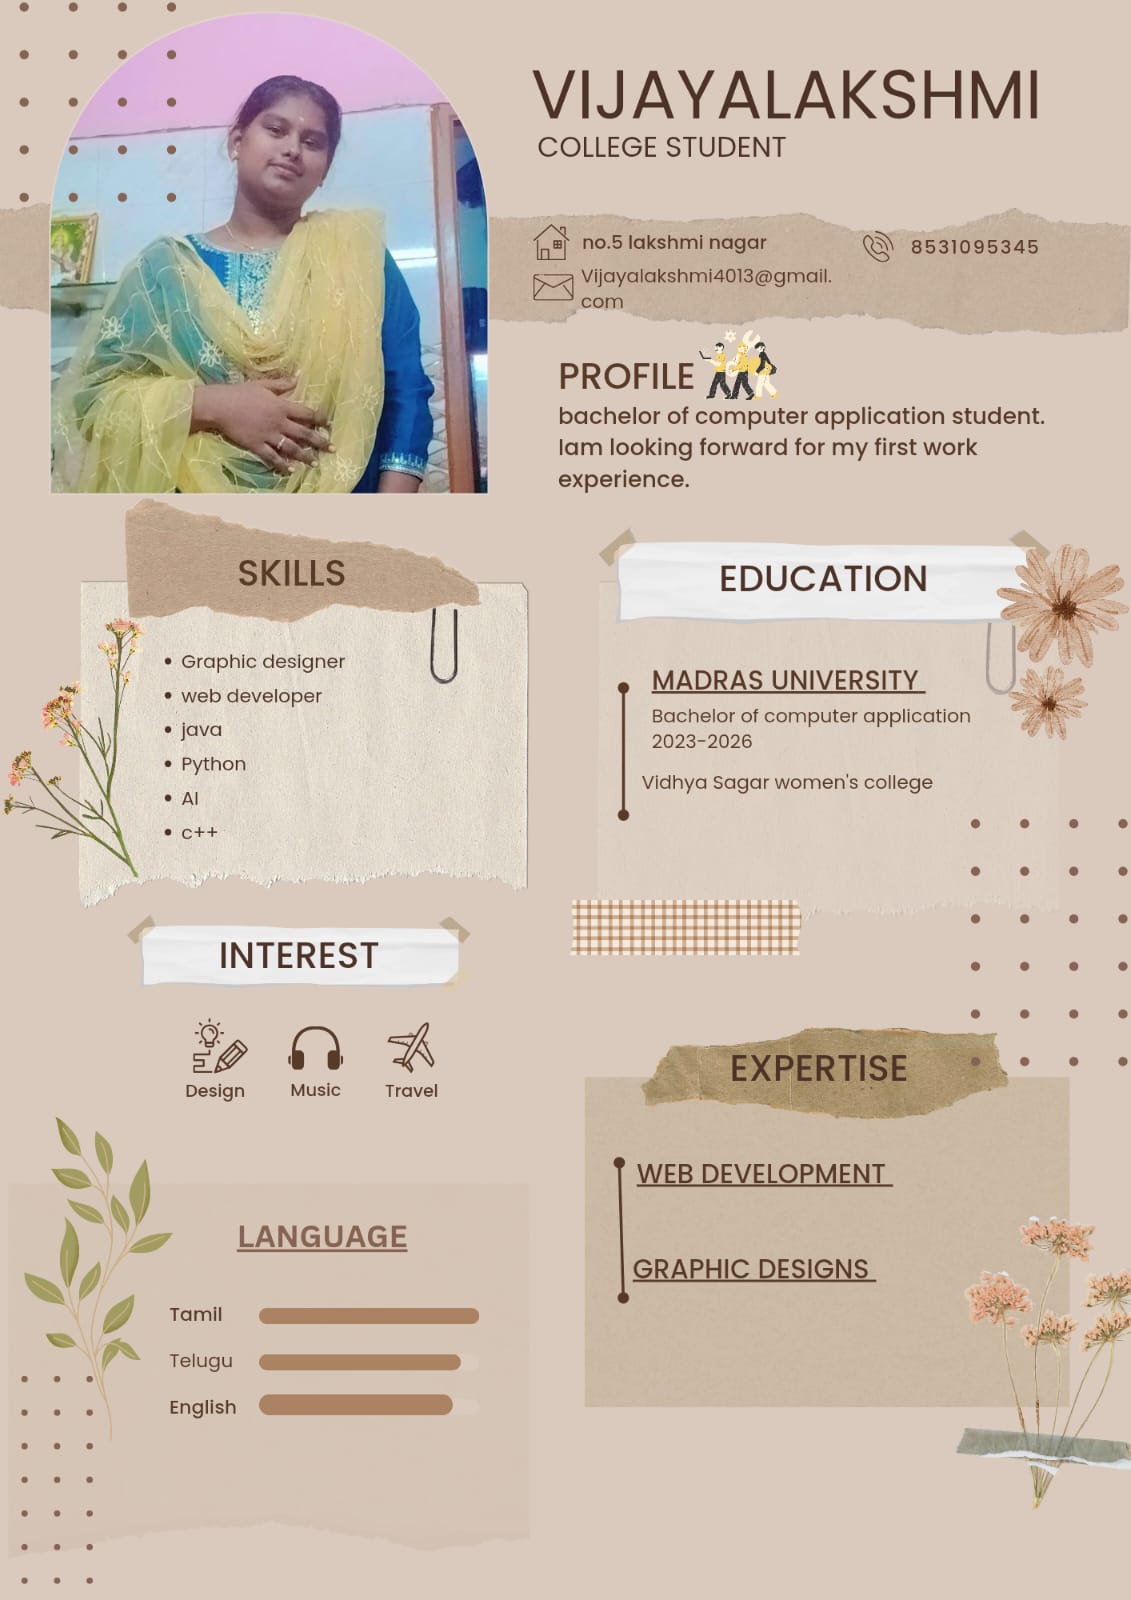 VIJAYALAKSHMI
COLLEGE STUDENT
no.5 lakshmi nagar
8531095345
Vijayalakshmi4013@gmail.
com
PROFILE
bachelor of computer application student.
Iam looking forward for my first work
experience.
SKILLS
Graphic designer
web developer
java
Python
AI
c++
EDUCATION
MADRAS UNIVERSITY
Bachelor of computer application
2023-2026
Vidhya Sagar women's college
INTEREST
Design
Music
Travel
EXPERTISE
WEB DEVELOPMENT
GRAPHIC DESIGNS
LANGUAGE
Tamil
Telugu
English